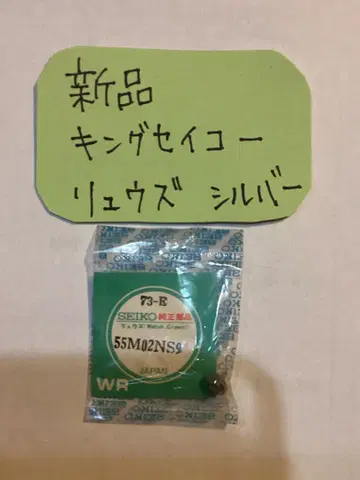 新品
キングセイコー
リュウズ シルバー
73-E
SEIKO 純正部品
リュウズ(Watch Crown)
55M02NS9
JAPAN
WR